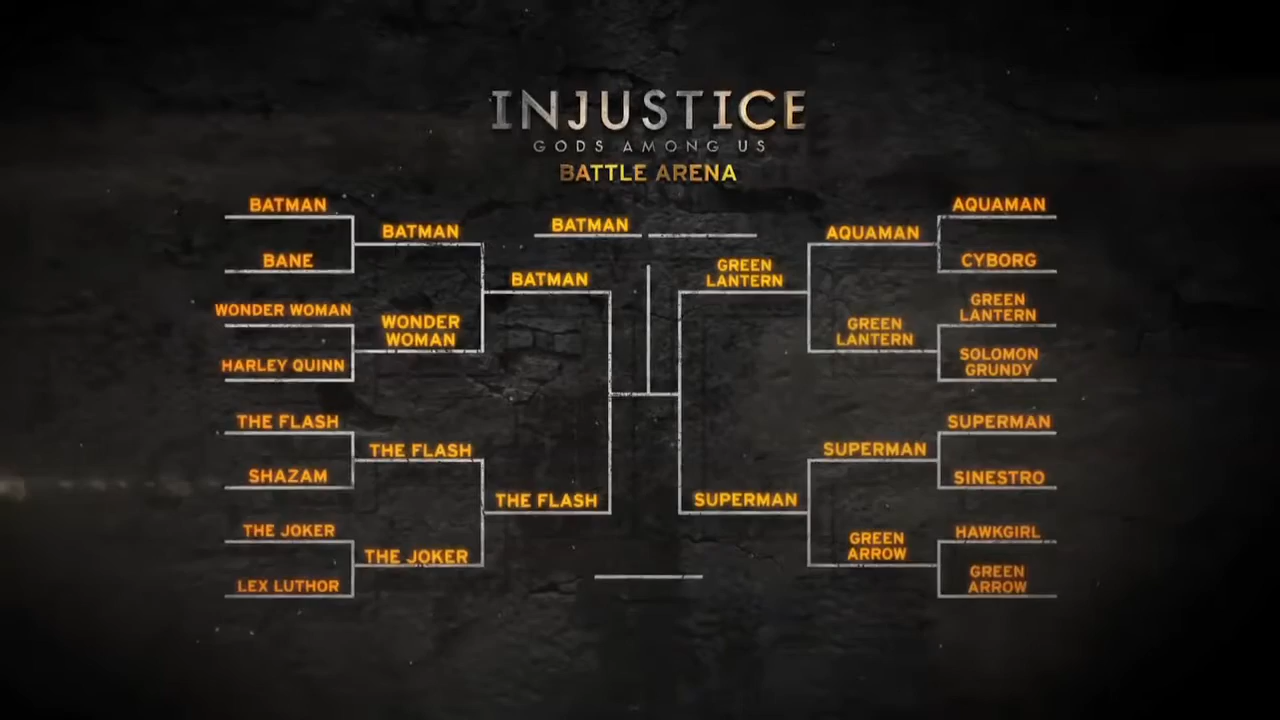 INJUSTICE
GODS AMONG US
BATTLE ARENA
BATMAN
BANE
WONDER WOMAN
HARLEY QUINN
THE FLASH
SHAZAM
THE JOKER
LEX LUTHOR
BATMAN
WONDER
WOMAN
THE FLASH
THE JOKER
BATMAN
THE FLASH
BATMAN
GREEN
LANTERN
SUPERMAN
AQUAMAN
GREEN
LANTERN
SUPERMAN
GREEN
ARROW
AQUAMAN
CYBORG
GREEN
LANTERN
SOLOMON
GRUNDY
SUPERMAN
SINESTRO
HAWKGIRL
GREEN
ARROW